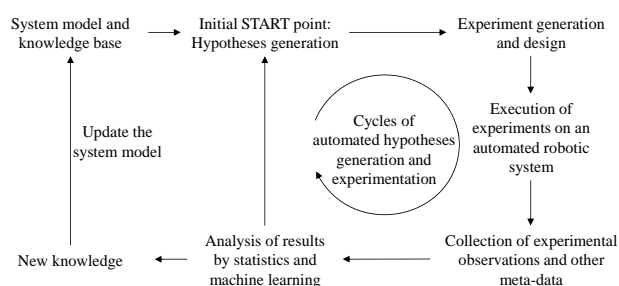 System model and
knowledge base
Initial START point:
Hypotheses generation
Experiment generation
and design
Execution of
experiments on an
automated robotic
system
Cycles of
automated hypotheses
generation and
experimentation
Update the
system model
New knowledge
Analysis of results
by statistics and
machine learning
Collection of experimental
observations and other
meta-data